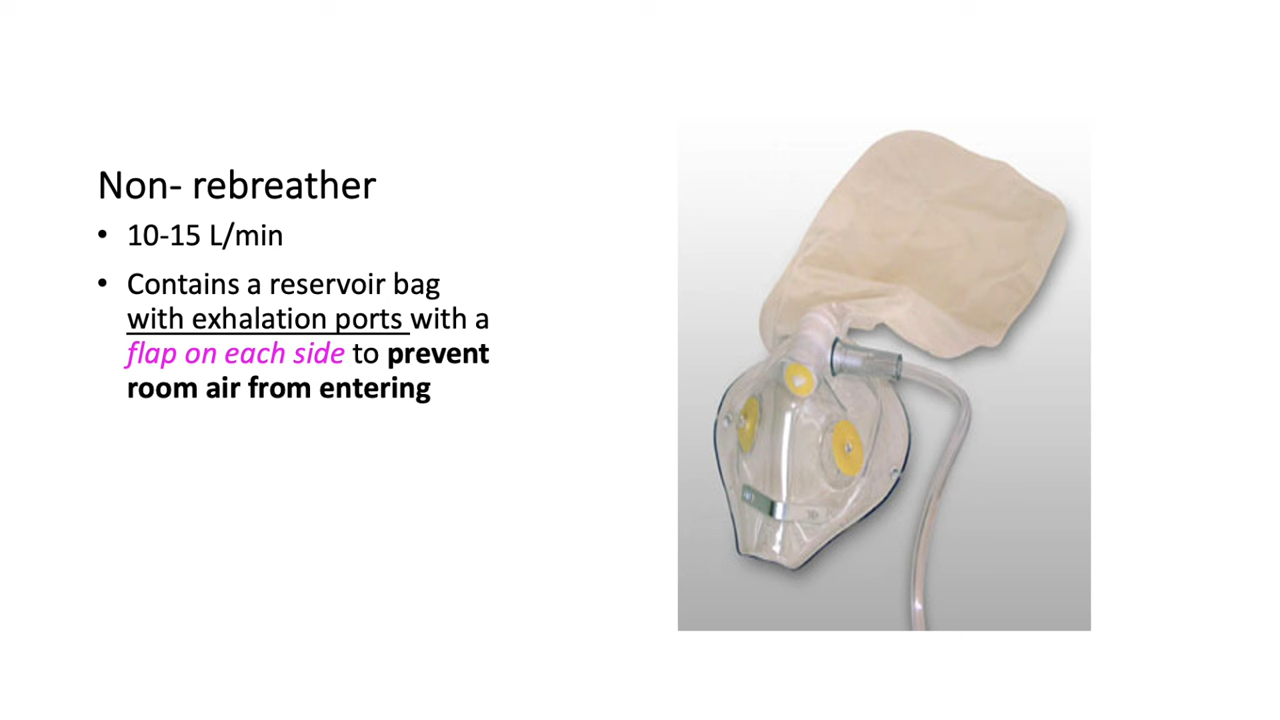 Non- rebreather
• 10-15 L/min
• Contains a reservoir bag
with exhalation ports with a
flap on each side to prevent
room air from entering